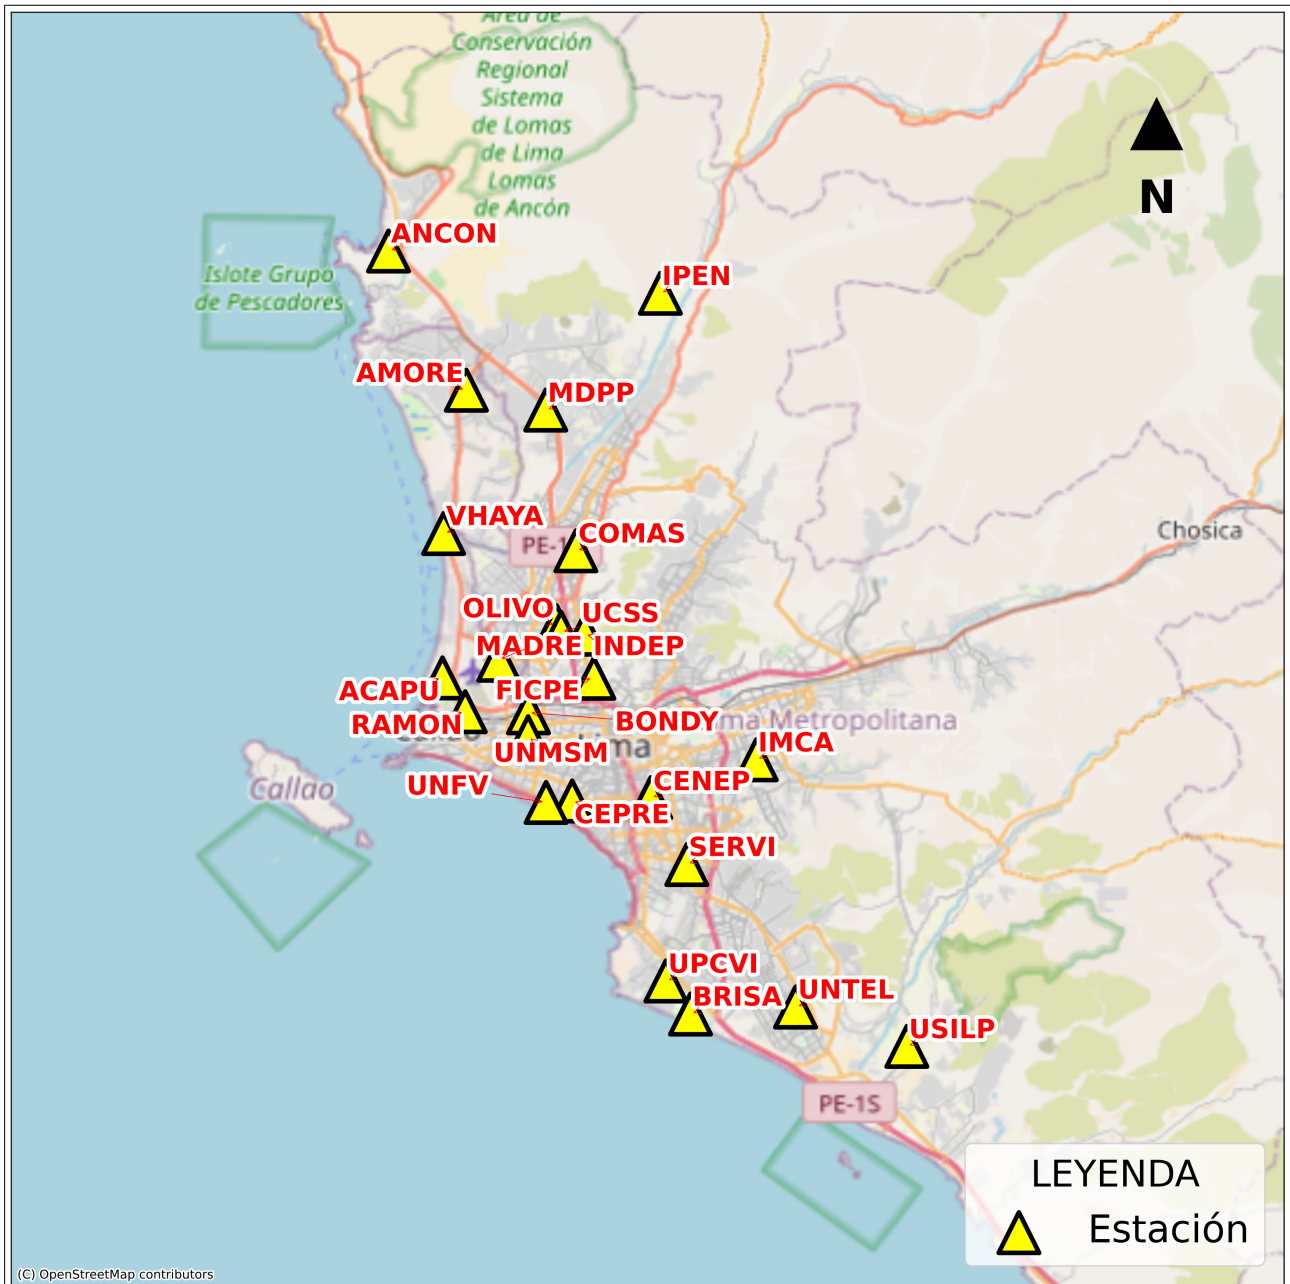 Área de
Conservación
Regional
Sistema
de Lomas
de Lima
Lomas
de Ancón
N
ANCON
Islote Grupo
de Pescadores
IPEN
AMORE
MDPP
VHAYA
PE-1
COMAS
Chosica
OLIVO
UCSS
MADRE
INDEP
ACAPU
FICPE
RAMON
BONDY
ma Metropolitana
UNMSM
ima
IMCA
Callao
UNFV
CENEP
CEPRE
SERVI
UPCVI
BRISA
UNTEL
USILP
PE-1S
LEYENDA
Estación
(C) OpenStreetMap contributors